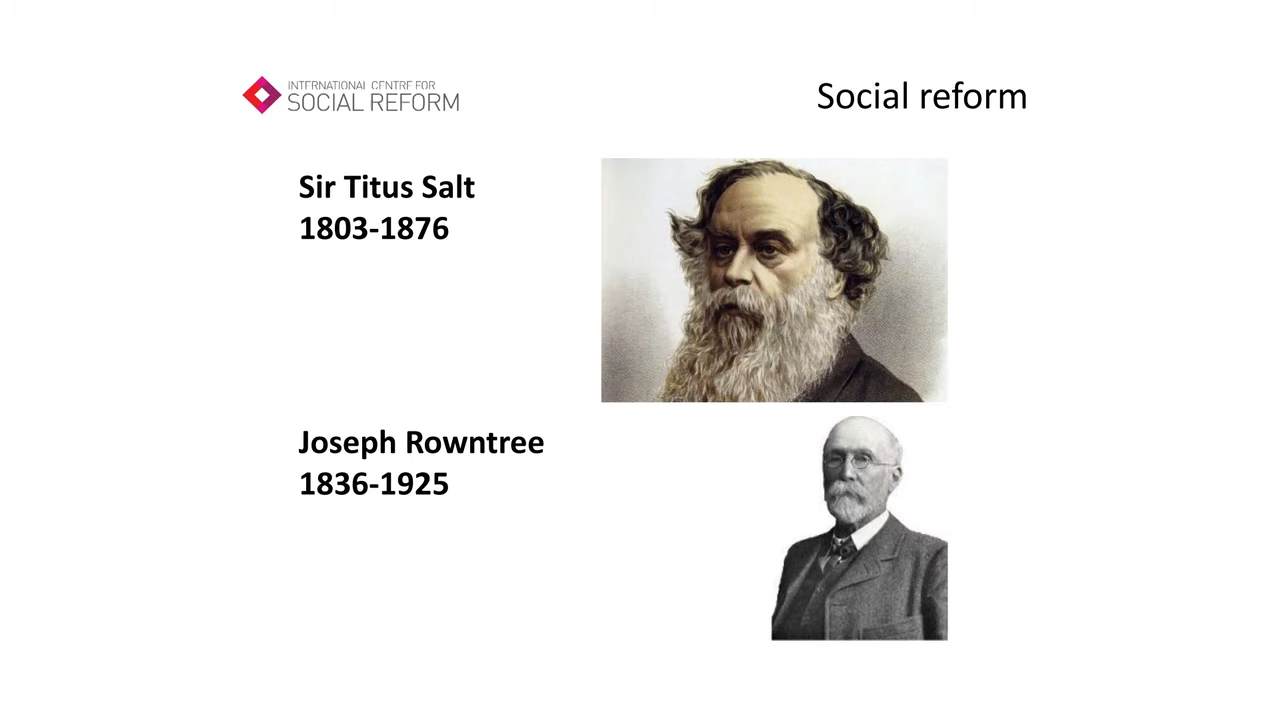 INTERNATIONAL CENTRE FOR
SOCIAL REFORM
Social reform
Sir Titus Salt
1803-1876
Joseph Rowntree
1836-1925